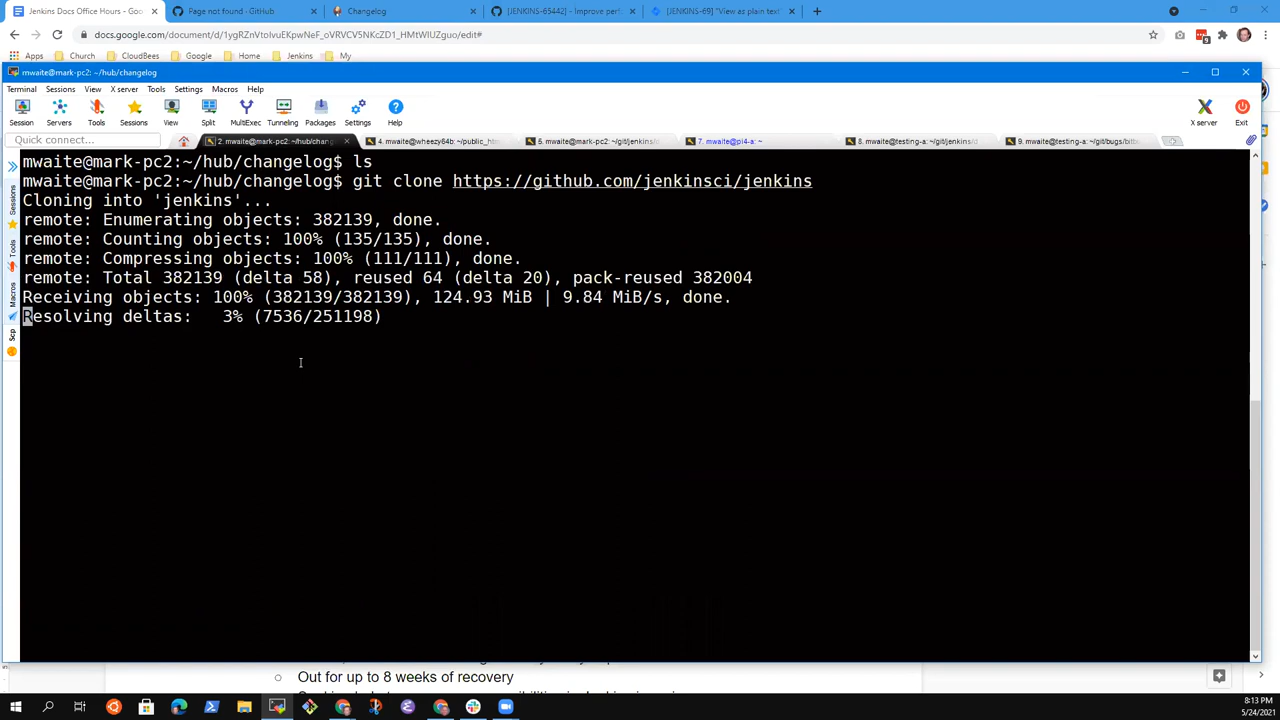 Jenkins Docs Office Hours - Goo
Page not found · GitHub
Changelog
[JENKINS-65442] - Improve perf
[JENKINS-69] "View as plain text"
docs.google.com/document/d/1ygRZnVtoIvuEKpwNeF_oVRVCV5NKcZD1_HMtWIUZguo/edit#
Apps
Church
CloudBees
Google
Home
Jenkins
My
mwaite@mark-pc2: ~/hub/changelog
Terminal Sessions View X server Tools Settings Macros Help
Session Servers Tools Sessions View Split MultiExec Tunneling Packages Settings Help X server Exit
Quick connect...
2. mwaite@mark-pc2: ~/hub/chang
4. mwaite@wheezy64b: ~/public_ht
5. mwaite@mark-pc2: ~/git/jenkins/
7. mwaite@pi4-a: ~
8. mwaite@testing-a: ~/git/jenkins/
9. mwaite@testing-a: ~/git/bugs/bitb
Sessions
Tools
Macros
Scp
mwaite@mark-pc2:~/hub/changelog$ ls
mwaite@mark-pc2:~/hub/changelog$ git clone https://github.com/jenkinsci/jenkins
Cloning into 'jenkins'...
remote: Enumerating objects: 382139, done.
remote: Counting objects: 100% (135/135), done.
remote: Compressing objects: 100% (111/111), done.
remote: Total 382139 (delta 58), reused 64 (delta 20), pack-reused 382004
Receiving objects: 100% (382139/382139), 124.93 MiB | 9.84 MiB/s, done.
Resolving deltas:   3% (7536/251198)
Out for up to 8 weeks of recovery
8:13 PM
5/24/2021